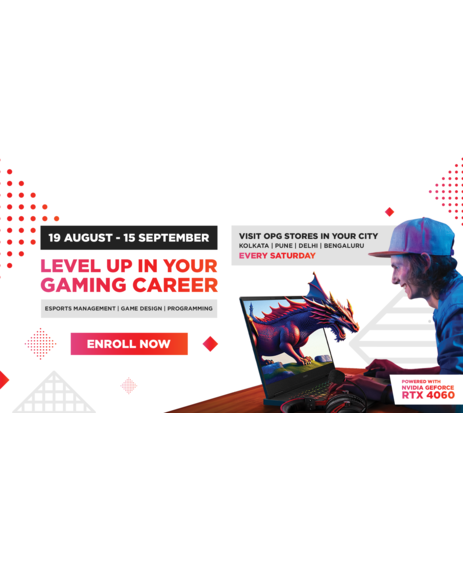 19 AUGUST - 15 SEPTEMBER
LEVEL UP IN YOUR
GAMING CAREER
ESPORTS MANAGEMENT | GAME DESIGN | PROGRAMMING
ENROLL NOW
VISIT OPG STORES IN YOUR CITY
KOLKATA | PUNE | DELHI | BENGALURU
EVERY SATURDAY
POWERED WITH
NVIDIA GEFORCE
RTX 4060